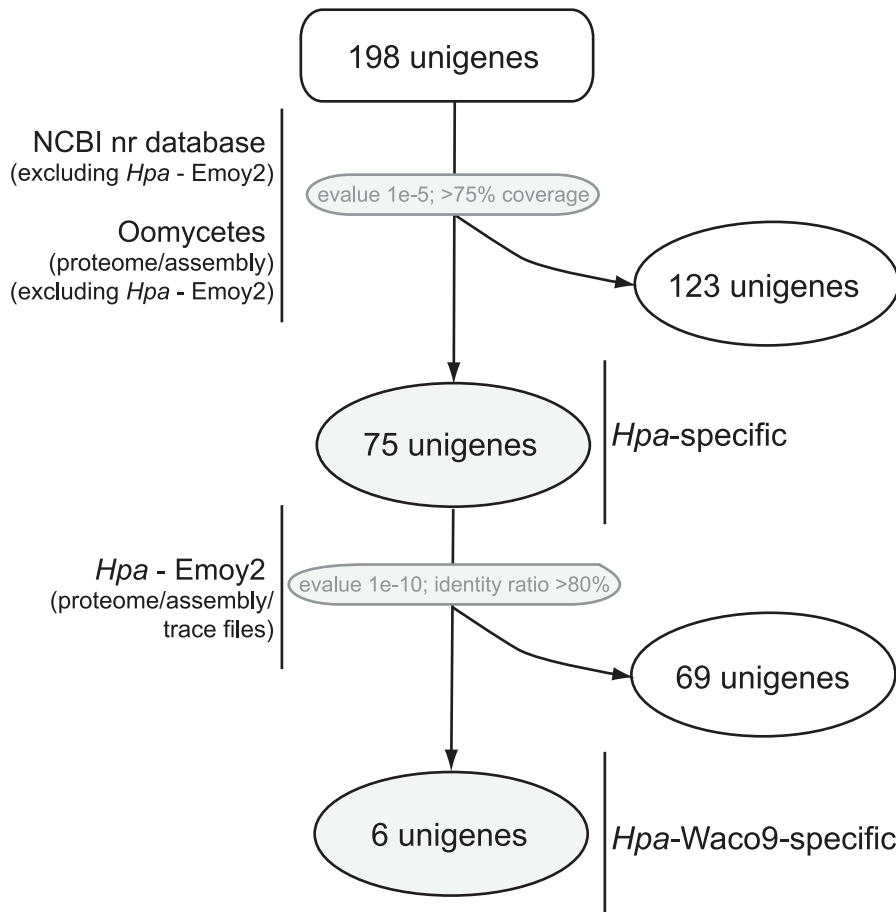 198 unigenes
NCBI nr database
(excluding Hpa - Emoy2)
evalue 1e-5; >75% coverage
Oomycetes
(proteome/assembly)
(excluding Hpa - Emoy2)
123 unigenes
75 unigenes
Hpa-specific
Hpa - Emoy2
(proteome/assembly/
trace files)
evalue 1e-10; identity ratio >80%
69 unigenes
6 unigenes
Hpa-Waco9-specific